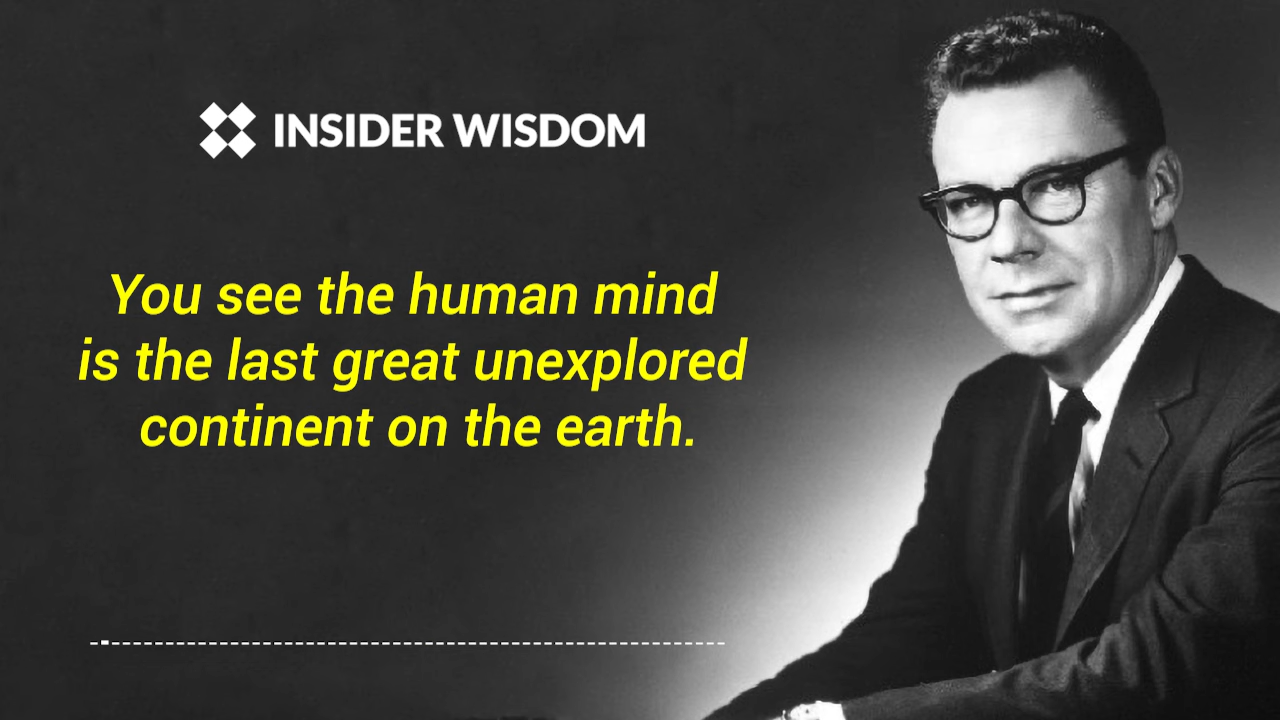 INSIDER WISDOM
You see the human mind
is the last great unexplored
continent on the earth.